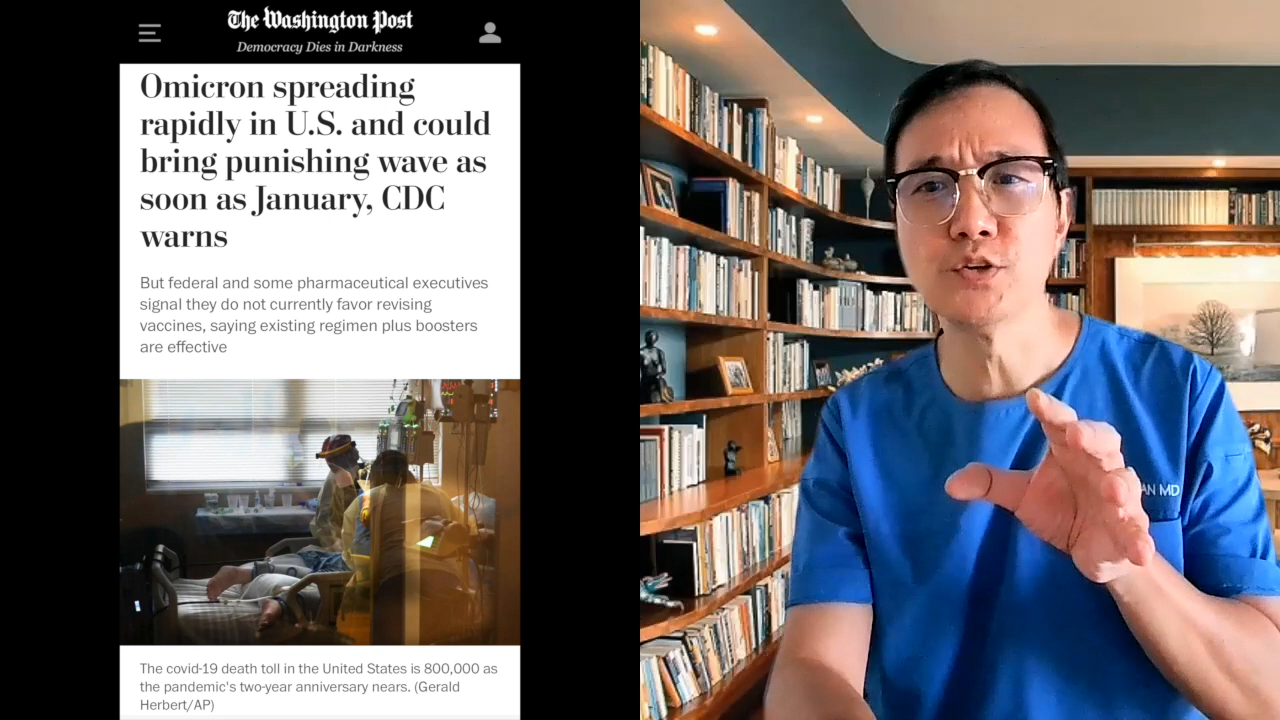 The Washington Post
Democracy Dies in Darkness
Omicron spreading
rapidly in U.S. and could
bring punishing wave as
soon as January, CDC
warns
But federal and some pharmaceutical executives
signal they do not currently favor revising
vaccines, saying existing regimen plus boosters
are effective
The covid-19 death toll in the United States is 800,000 as
the pandemic's two-year anniversary nears. (Gerald
Herbert/AP)
AN MD